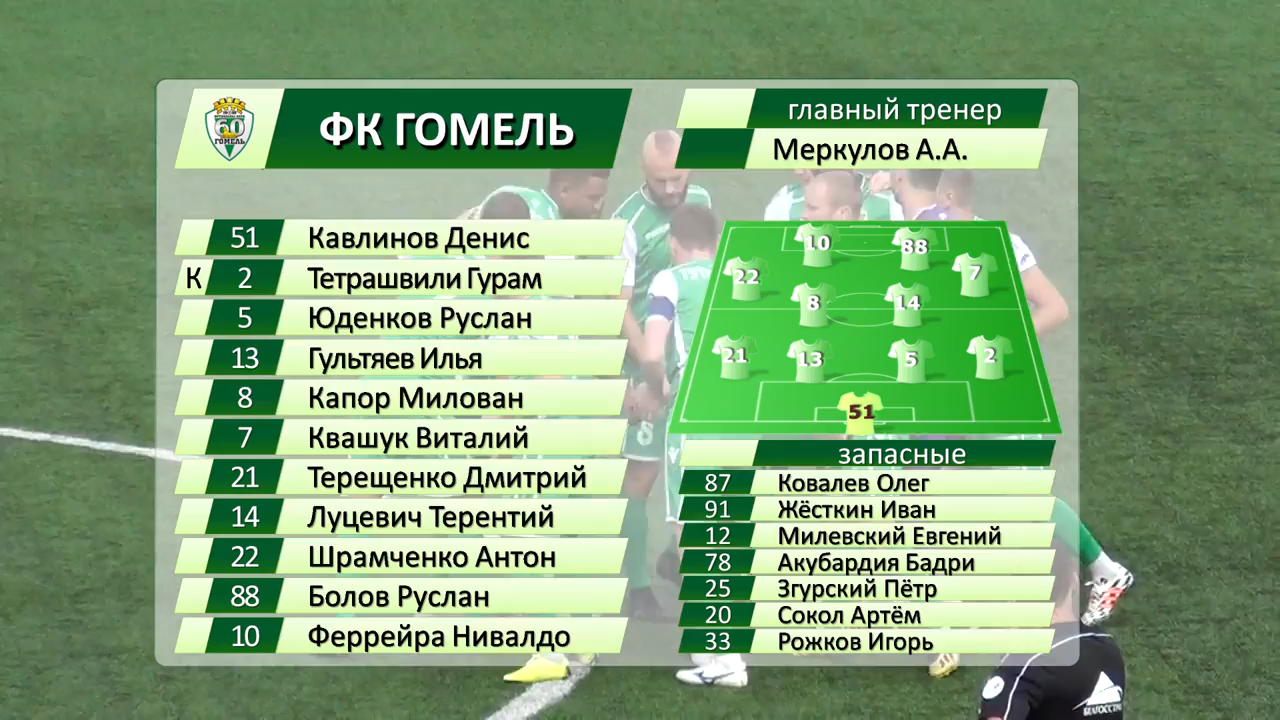 ФК ГОМЕЛЬ
60
ГОМЕЛЬ
главный тренер
Меркулов А.А.
51 Кавлинов Денис
К 2 Тетрашвили Гурам
5 Юденков Руслан
13 Гультяев Илья
8 Капор Милован
7 Квашук Виталий
21 Терещенко Дмитрий
14 Луцевич Терентий
22 Шрамченко Антон
88 Болов Руслан
10 Феррейра Нивалдо
10 88
22 7
8 14
21 13 5 2
51
запасные
87 Ковалев Олег
91 Жёсткин Иван
12 Милевский Евгений
78 Акубардия Бадри
25 Згурский Пётр
20 Сокол Артём
33 Рожков Игорь